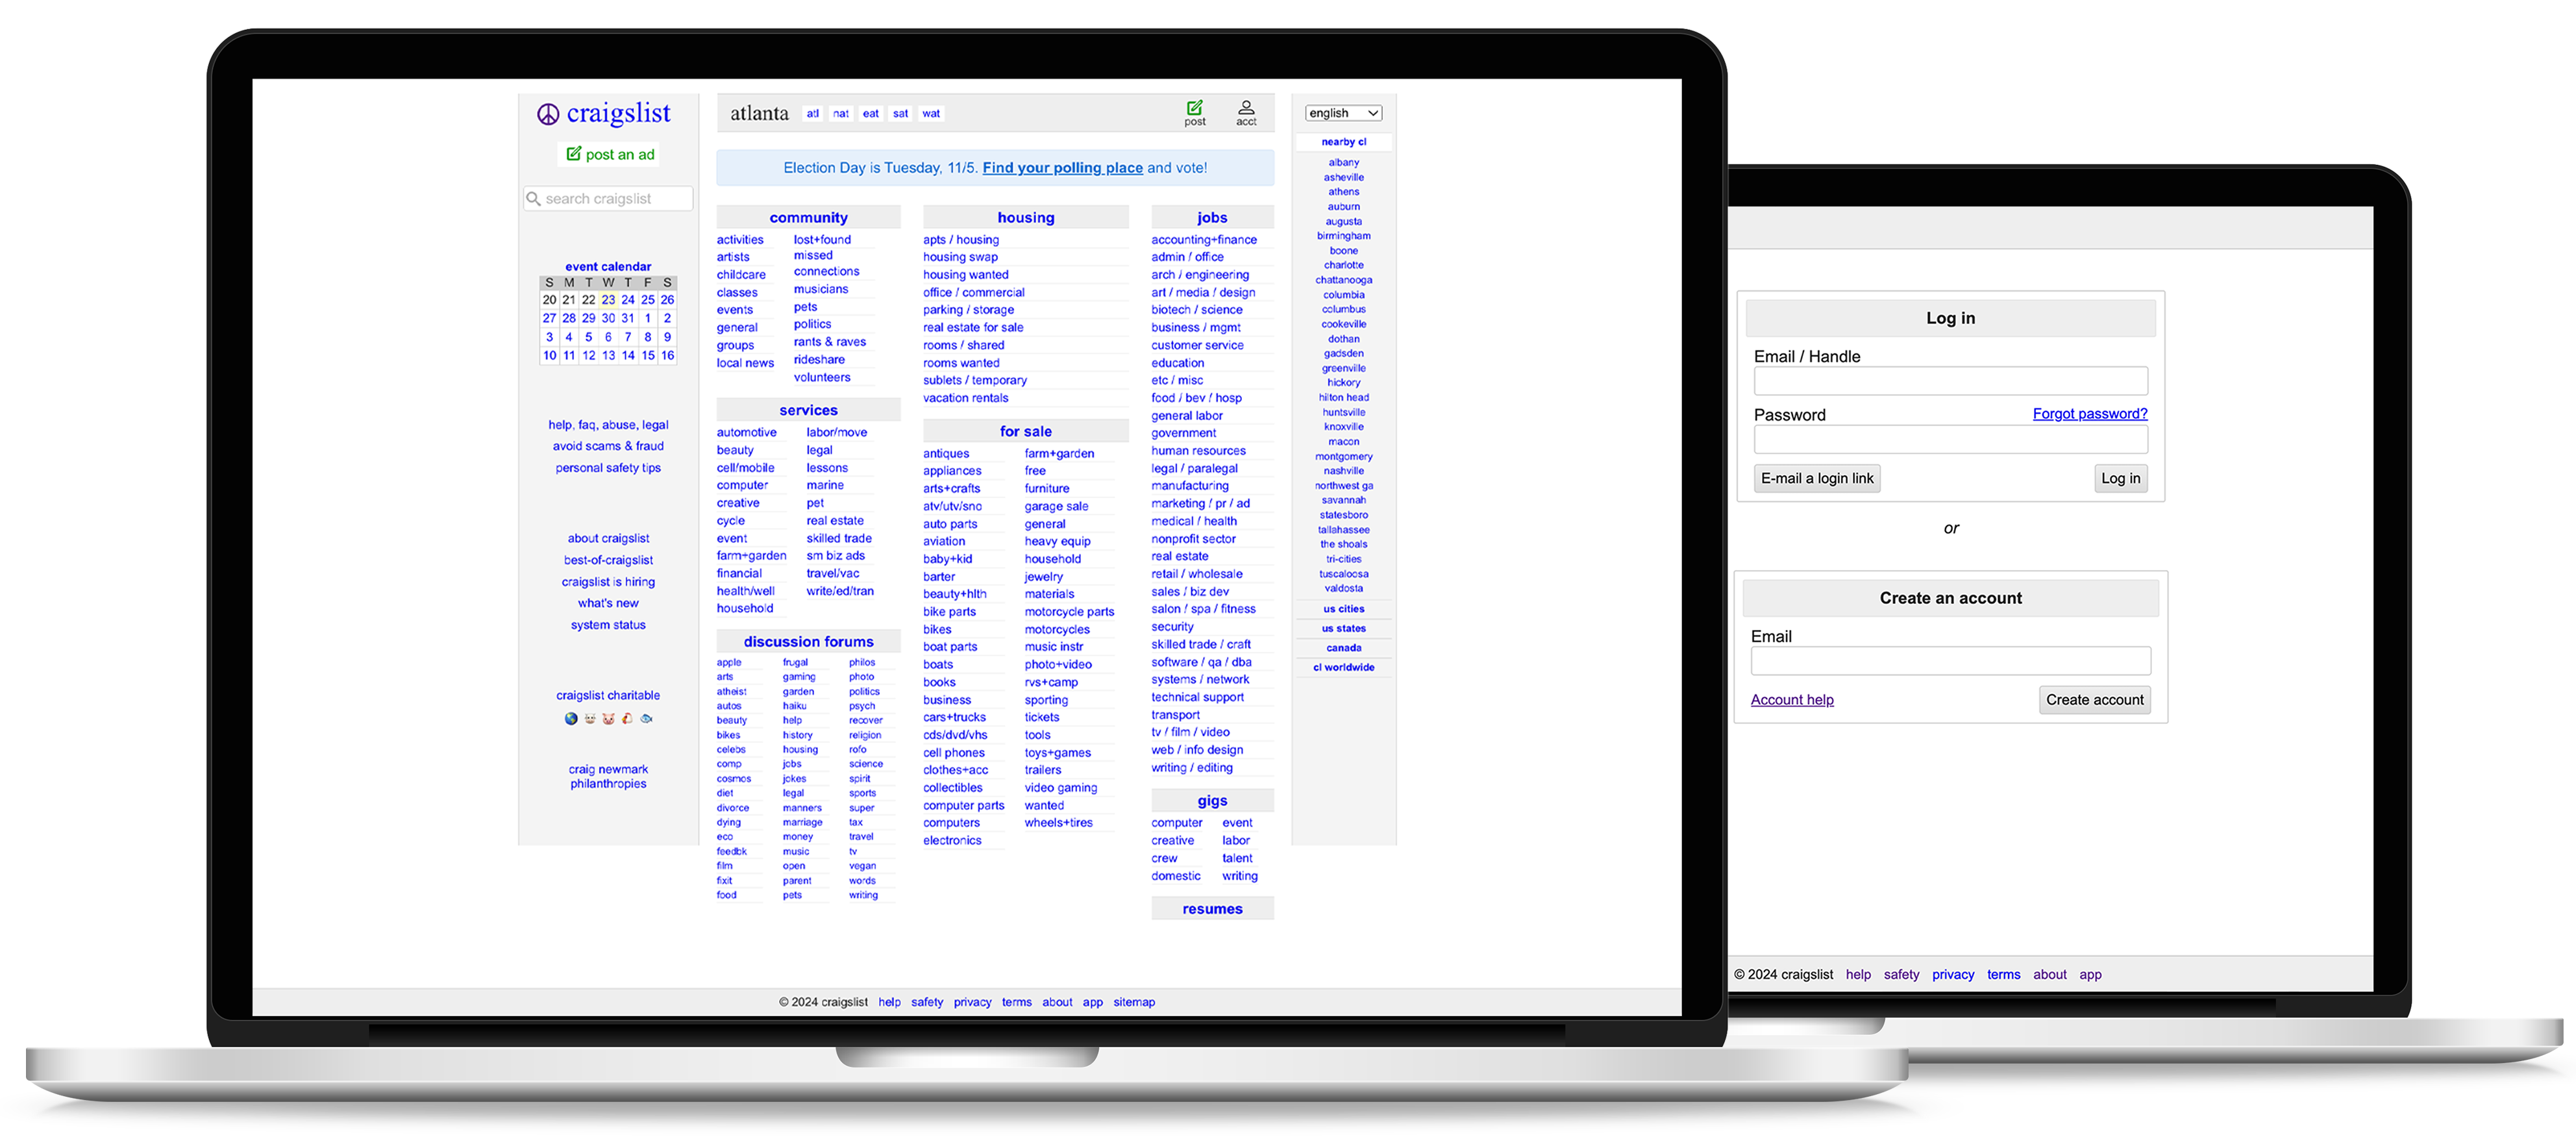 craigslist
post an ad
search craigslist
event calendar
S M T W T F S
20 21 22 23 24 25 26
27 28 29 30 31 1 2
3 4 5 6 7 8 9
10 11 12 13 14 15 16
help, faq, abuse, legal
avoid scams & fraud
personal safety tips
about craigslist
best-of-craigslist
craigslist is hiring
what's new
system status
craigslist charitable
craig newmark
philanthropies
atlanta atl nat eat sat wat
post acct
Election Day is Tuesday, 11/5. Find your polling place and vote!
community
activities
artists
childcare
classes
events
general
groups
local news
lost+found
missed
connections
musicians
pets
politics
rants & raves
rideshare
volunteers
services
automotive
beauty
cell/mobile
computer
creative
cycle
event
farm+garden
financial
health/well
household
labor/move
legal
lessons
marine
pet
real estate
skilled trade
sm biz ads
travel/vac
write/ed/tran
discussion forums
apple
arts
atheist
autos
beauty
bikes
celebs
comp
cosmos
diet
divorce
dying
eco
feedbk
film
fixit
food
frugal
gaming
garden
haiku
help
history
housing
jobs
jokes
legal
manners
marriage
money
music
open
parent
pets
philos
photo
politics
psych
recover
religion
rofo
science
spirit
sports
super
tax
travel
tv
vegan
words
writing
housing
apts / housing
housing swap
housing wanted
office / commercial
parking / storage
real estate for sale
rooms / shared
rooms wanted
sublets / temporary
vacation rentals
for sale
antiques
appliances
arts+crafts
atv/utv/sno
auto parts
aviation
baby+kid
barter
beauty+hlth
bike parts
bikes
boat parts
boats
books
business
cars+trucks
cds/dvd/vhs
cell phones
clothes+acc
collectibles
computer parts
computers
electronics
farm+garden
free
furniture
garage sale
general
heavy equip
household
jewelry
materials
motorcycle parts
motorcycles
music instr
photo+video
rvs+camp
sporting
tickets
tools
toys+games
trailers
video gaming
wanted
wheels+tires
jobs
accounting+finance
admin / office
arch / engineering
art / media / design
biotech / science
business / mgmt
customer service
education
etc / misc
food / bev / hosp
general labor
government
human resources
legal / paralegal
manufacturing
marketing / pr / ad
medical / health
nonprofit sector
real estate
retail / wholesale
sales / biz dev
salon / spa / fitness
security
skilled trade / craft
software / qa / dba
systems / network
technical support
transport
tv / film / video
web / info design
writing / editing
gigs
computer
creative
crew
domestic
event
labor
talent
writing
resumes
english
nearby cl
albany
asheville
athens
auburn
augusta
birmingham
boone
charlotte
chattanooga
columbia
columbus
cookeville
dothan
gadsden
greenville
hickory
hilton head
huntsville
knoxville
macon
montgomery
nashville
northwest ga
savannah
statesboro
tallahassee
the shoals
tri-cities
tuscaloosa
valdosta
us cities
us states
canada
cl worldwide
© 2024 craigslist help safety privacy terms about app sitemap
Log in
Email / Handle
Password Forgot password?
E-mail a login link Log in
or
Create an account
Email
Account help Create account
© 2024 craigslist help safety privacy terms about app